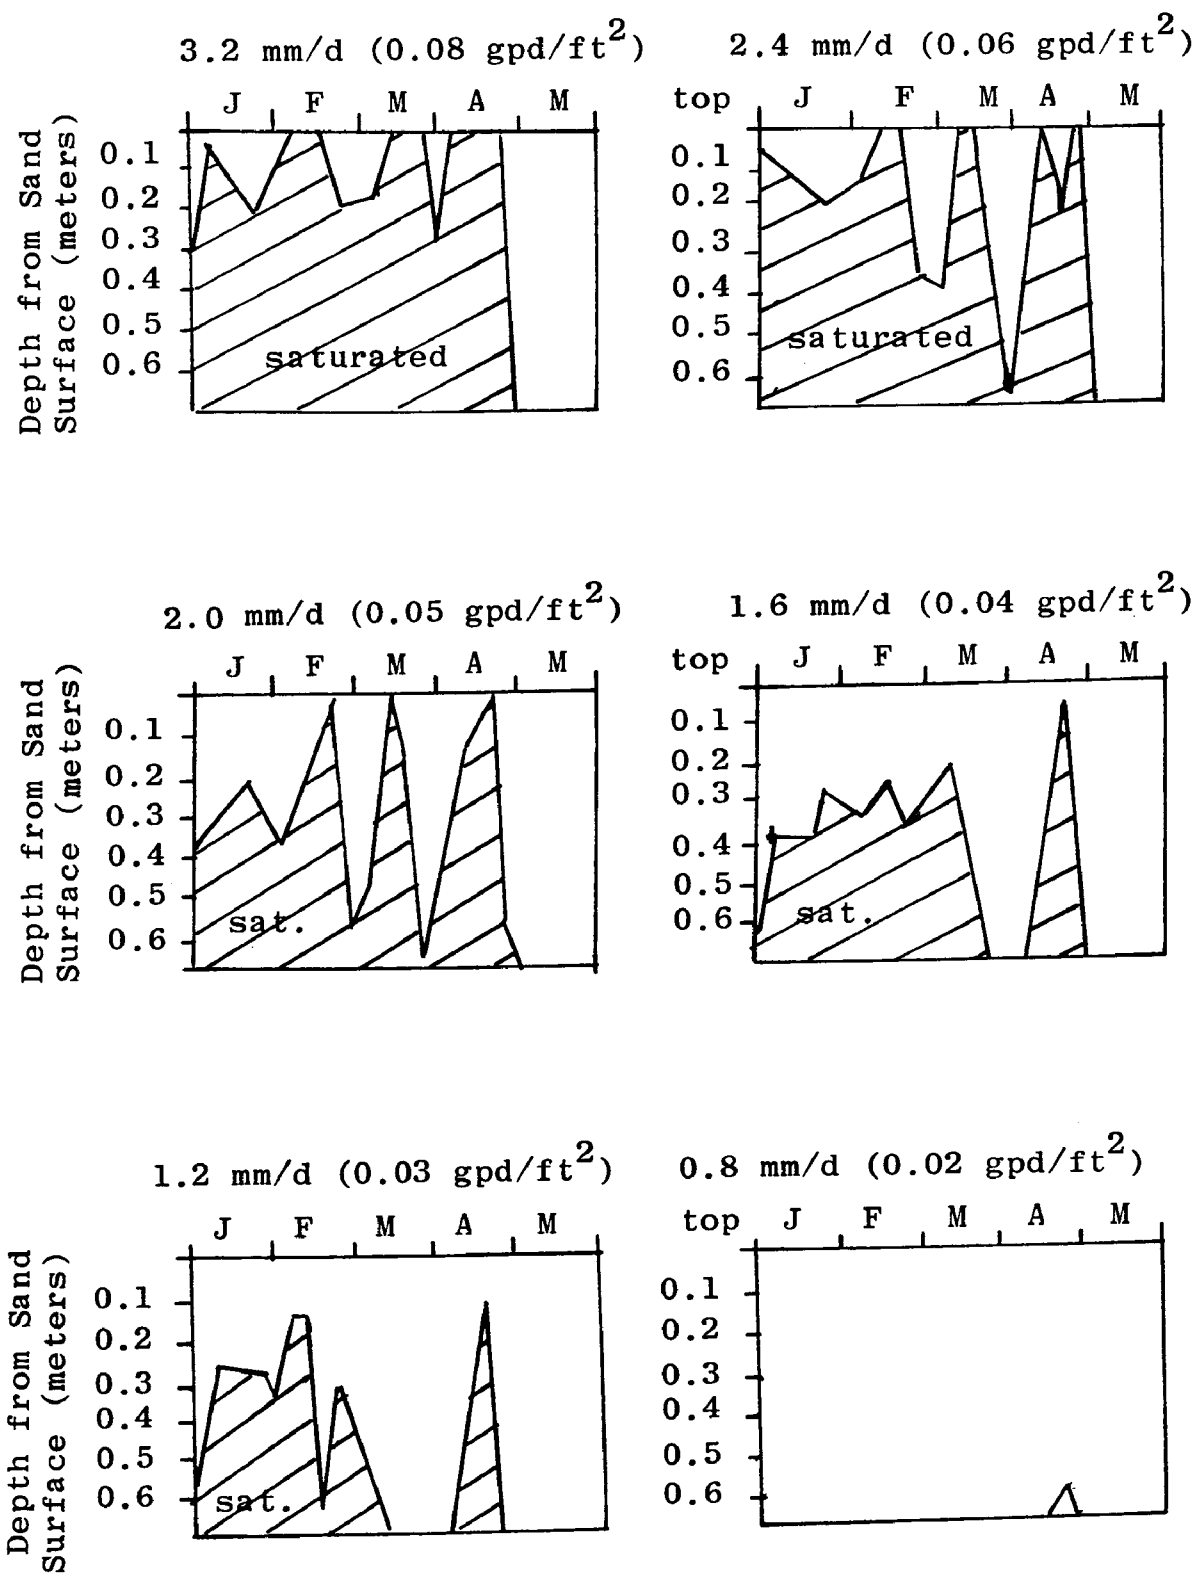 3.2 mm/d (0.08 gpd/ft2)
J F M A M
Depth from Sand
Surface (meters)
0.1
0.2
0.3
0.4
0.5
0.6
saturated
2.4 mm/d (0.06 gpd/ft2)
top J F M A M
0.1
0.2
0.3
0.4
0.5
0.6
saturated
2.0 mm/d (0.05 gpd/ft2)
J F M A M
Depth from Sand
Surface (meters)
0.1
0.2
0.3
0.4
0.5
0.6
sat.
1.6 mm/d (0.04 gpd/ft2)
top J F M A M
0.1
0.2
0.3
0.4
0.5
0.6
sat.
1.2 mm/d (0.03 gpd/ft2)
J F M A M
Depth from Sand
Surface (meters)
0.1
0.2
0.3
0.4
0.5
0.6
sat.
0.8 mm/d (0.02 gpd/ft2)
top J F M A M
0.1
0.2
0.3
0.4
0.5
0.6